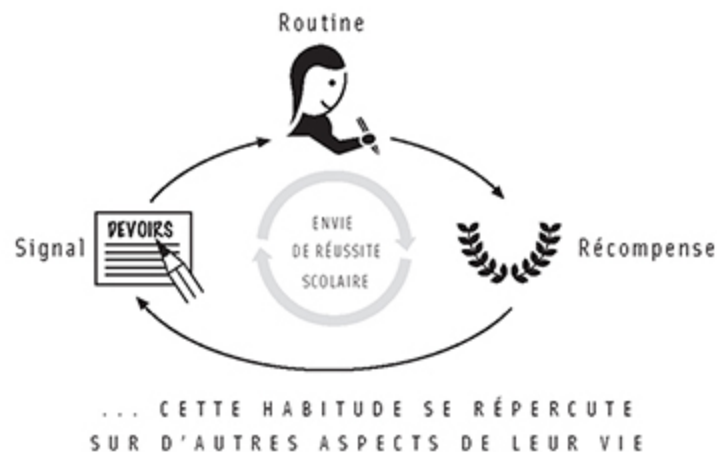 Routine
DEVOIRS
Signal
ENVIE
DE RÉUSSITE
SCOLAIRE
Récompense
... CETTE HABITUDE SE RÉPERCUTE
SUR D'AUTRES ASPECTS DE LEUR VIE